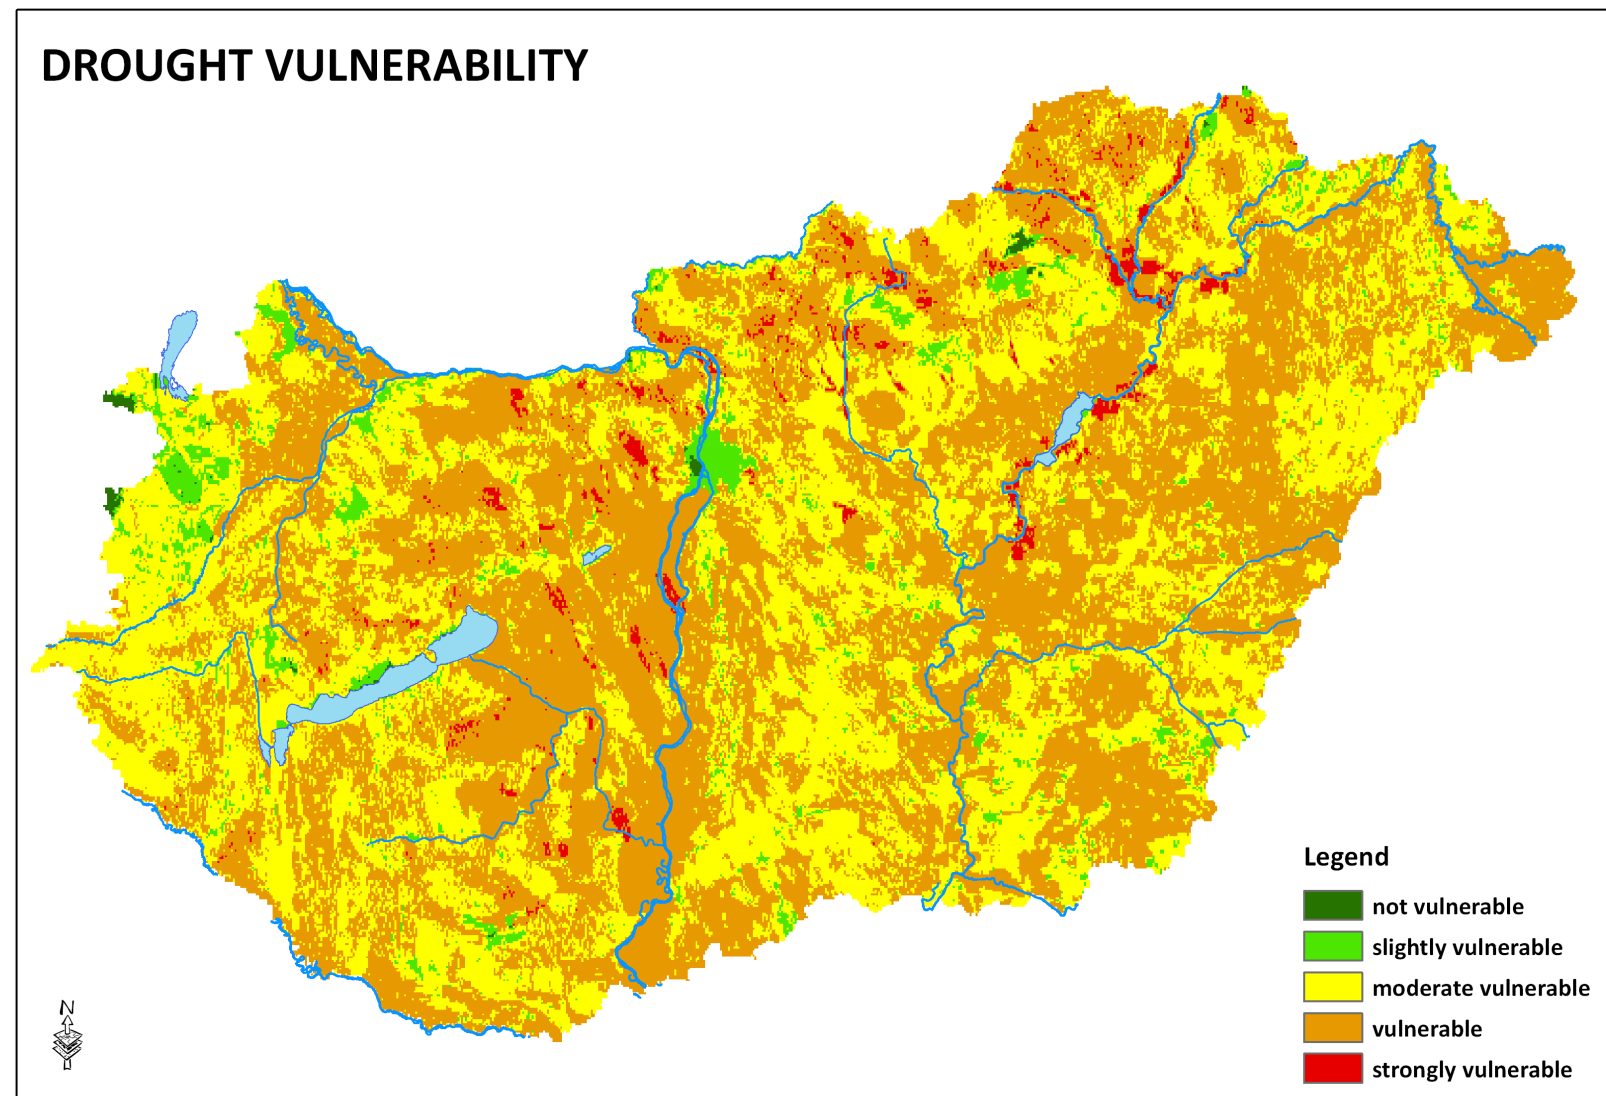 DROUGHT VULNERABILITY
Legend
not vulnerable
slightly vulnerable
moderate vulnerable
vulnerable
strongly vulnerable
N